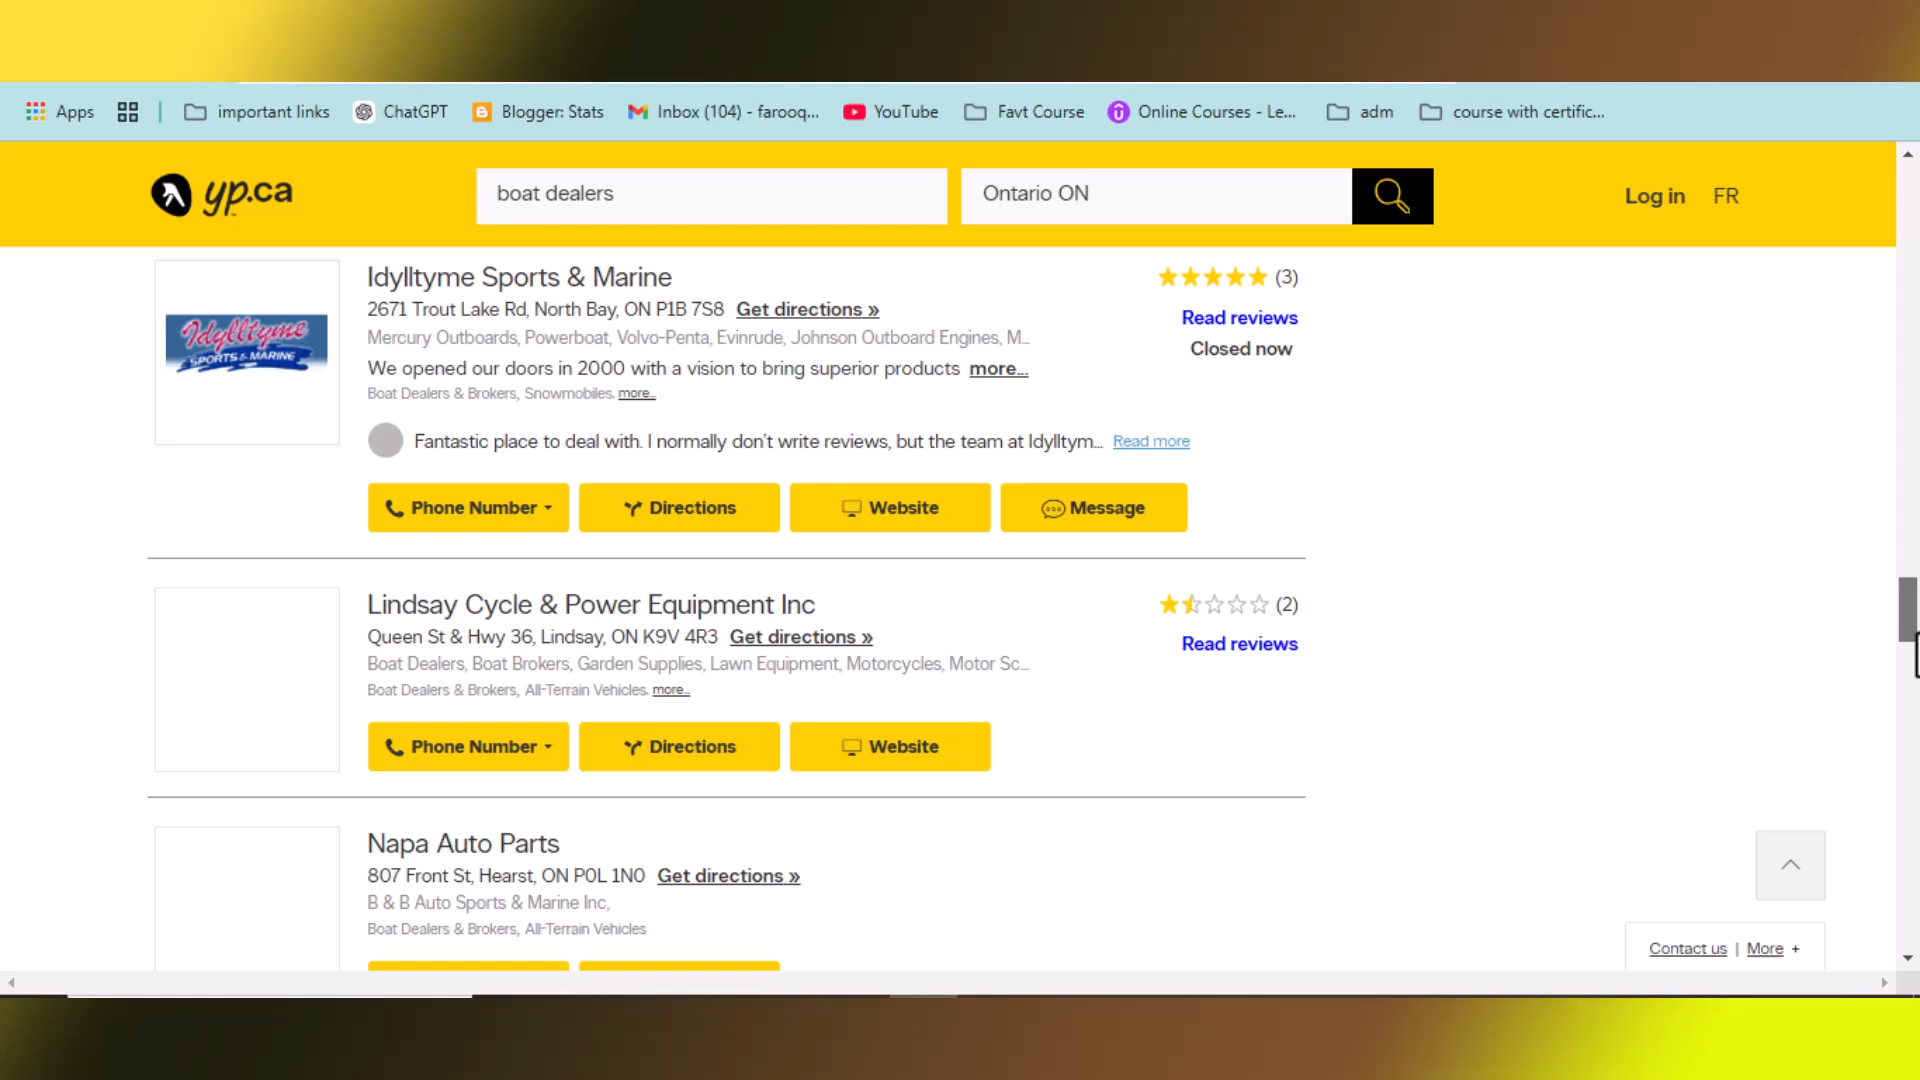 Apps important links ChatGPT Blogger: Stats Inbox (104) - farooq... YouTube Favt Course Online Courses - Le... adm course with certific...
yp.ca boat dealers Ontario ON Log in FR
Idylltyme Sports & Marine (3)
2671 Trout Lake Rd, North Bay, ON P1B 7S8 Get directions »
Read reviews
Mercury Outboards, Powerboat, Volvo-Penta, Evinrude, Johnson Outboard Engines, M...
Closed now
Idylltyme
SPORTS & MARINE
We opened our doors in 2000 with a vision to bring superior products more...
Boat Dealers & Brokers, Snowmobiles. more...
Fantastic place to deal with. I normally don't write reviews, but the team at Idylltym... Read more
Phone Number Directions Website Message
Lindsay Cycle & Power Equipment Inc (2)
Queen St & Hwy 36, Lindsay, ON K9V 4R3 Get directions »
Read reviews
Boat Dealers, Boat Brokers, Garden Supplies, Lawn Equipment, Motorcycles, Motor Sc...
Boat Dealers & Brokers, All-Terrain Vehicles. more...
Phone Number Directions Website
Napa Auto Parts
807 Front St, Hearst, ON P0L 1N0 Get directions »
B & B Auto Sports & Marine Inc,
Boat Dealers & Brokers, All-Terrain Vehicles
Contact us | More +